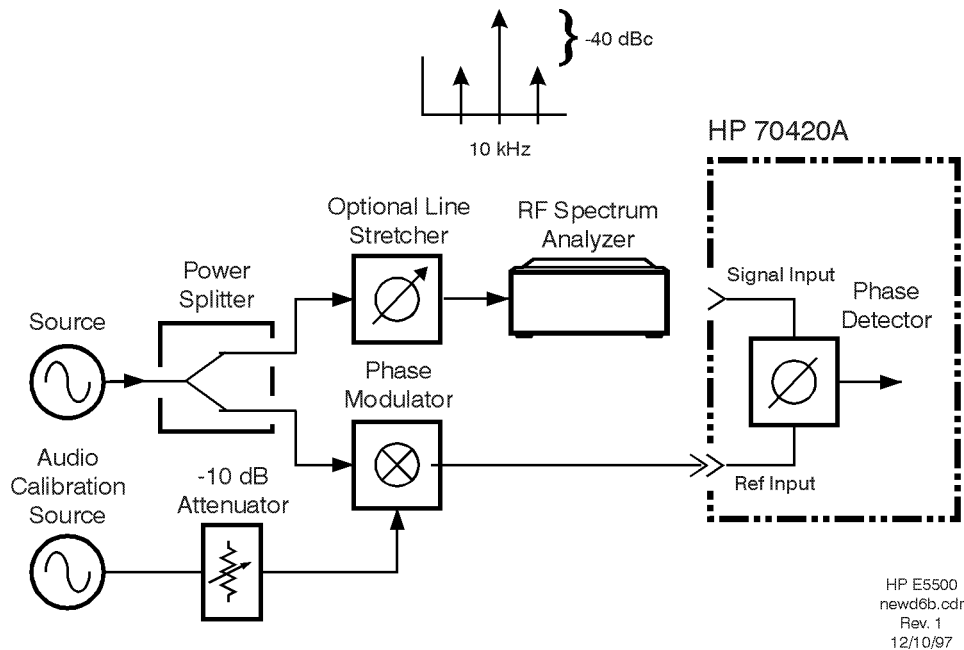 -40 dBc
10 kHz
HP 70420A
Optional Line
Stretcher
RF Spectrum
Analyzer
Power
Splitter
Signal Input
Phase
Detector
Source
Phase
Modulator
Audio
Calibration
Source
-10 dB
Attenuator
Ref Input
HP E5500
newd6b.cdr
Rev. 1
12/10/97